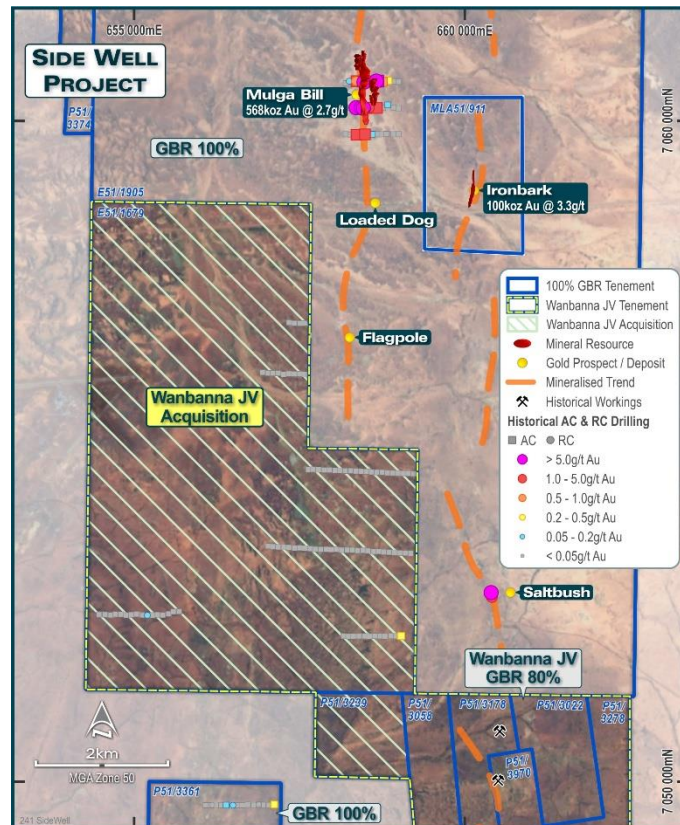 655 000mE
660 000mE
SIDE WELL
PROJECT
P51/
3374
Mulga Bill
568koz Au @ 2.7g/t
GBR 100%
MLA51/911
7 060 000mN
Ironbark
100koz Au @ 3.3g/t
E51/1905
E51/1679
Loaded Dog
Flagpole
Wanbanna JV
Acquisition
100% GBR Tenement
Wanbanna JV Tenement
Wanbanna JV Acquisition
Mineral Resource
Gold Prospect / Deposit
Mineralised Trend
Historical Workings
Historical AC & RC Drilling
AC RC
> 5.0g/t Au
1.0 - 5.0g/t Au
0.5 - 1.0g/t Au
0.2 - 0.5g/t Au
0.05 - 0.2g/t Au
< 0.05g/t Au
Saltbush
Wanbanna JV
GBR 80%
P51/3239
P51/
3058
P51/3178
P51/3022
P51/
3278
P51/
3970
2km
MGA Zone 50
P51/3361
GBR 100%
7 050 000mN
241 SideWell